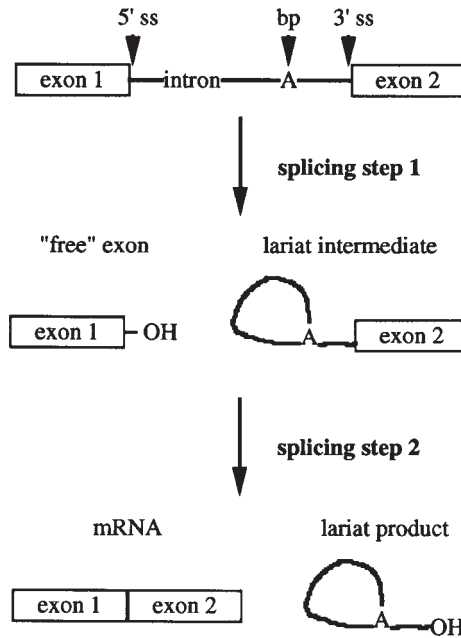 5' ss bp 3' ss
exon 1 intron A exon 2
splicing step 1
"free" exon lariat intermediate
exon 1 OH A exon 2
splicing step 2
mRNA lariat product
exon 1 exon 2 A OH